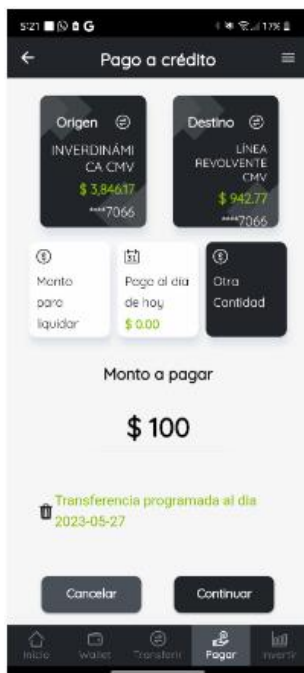 5:21 G 17%
Pago a crédito
Origen
Destino
INVERDINÁMI
CA CMV
$ 3,846.17
****7066
LÍNEA
REVOLVENTE
CMV
$ 942.77
****7066
Monto
para
liquidar
31
Pago al día
de hoy
$ 0.00
Otra
Cantidad
Monto a pagar
$ 100
Transferencia programada al dia
2023-05-27
Cancelar
Continuar
Inicio
Wallet
Transferir
Pagar
Invertir